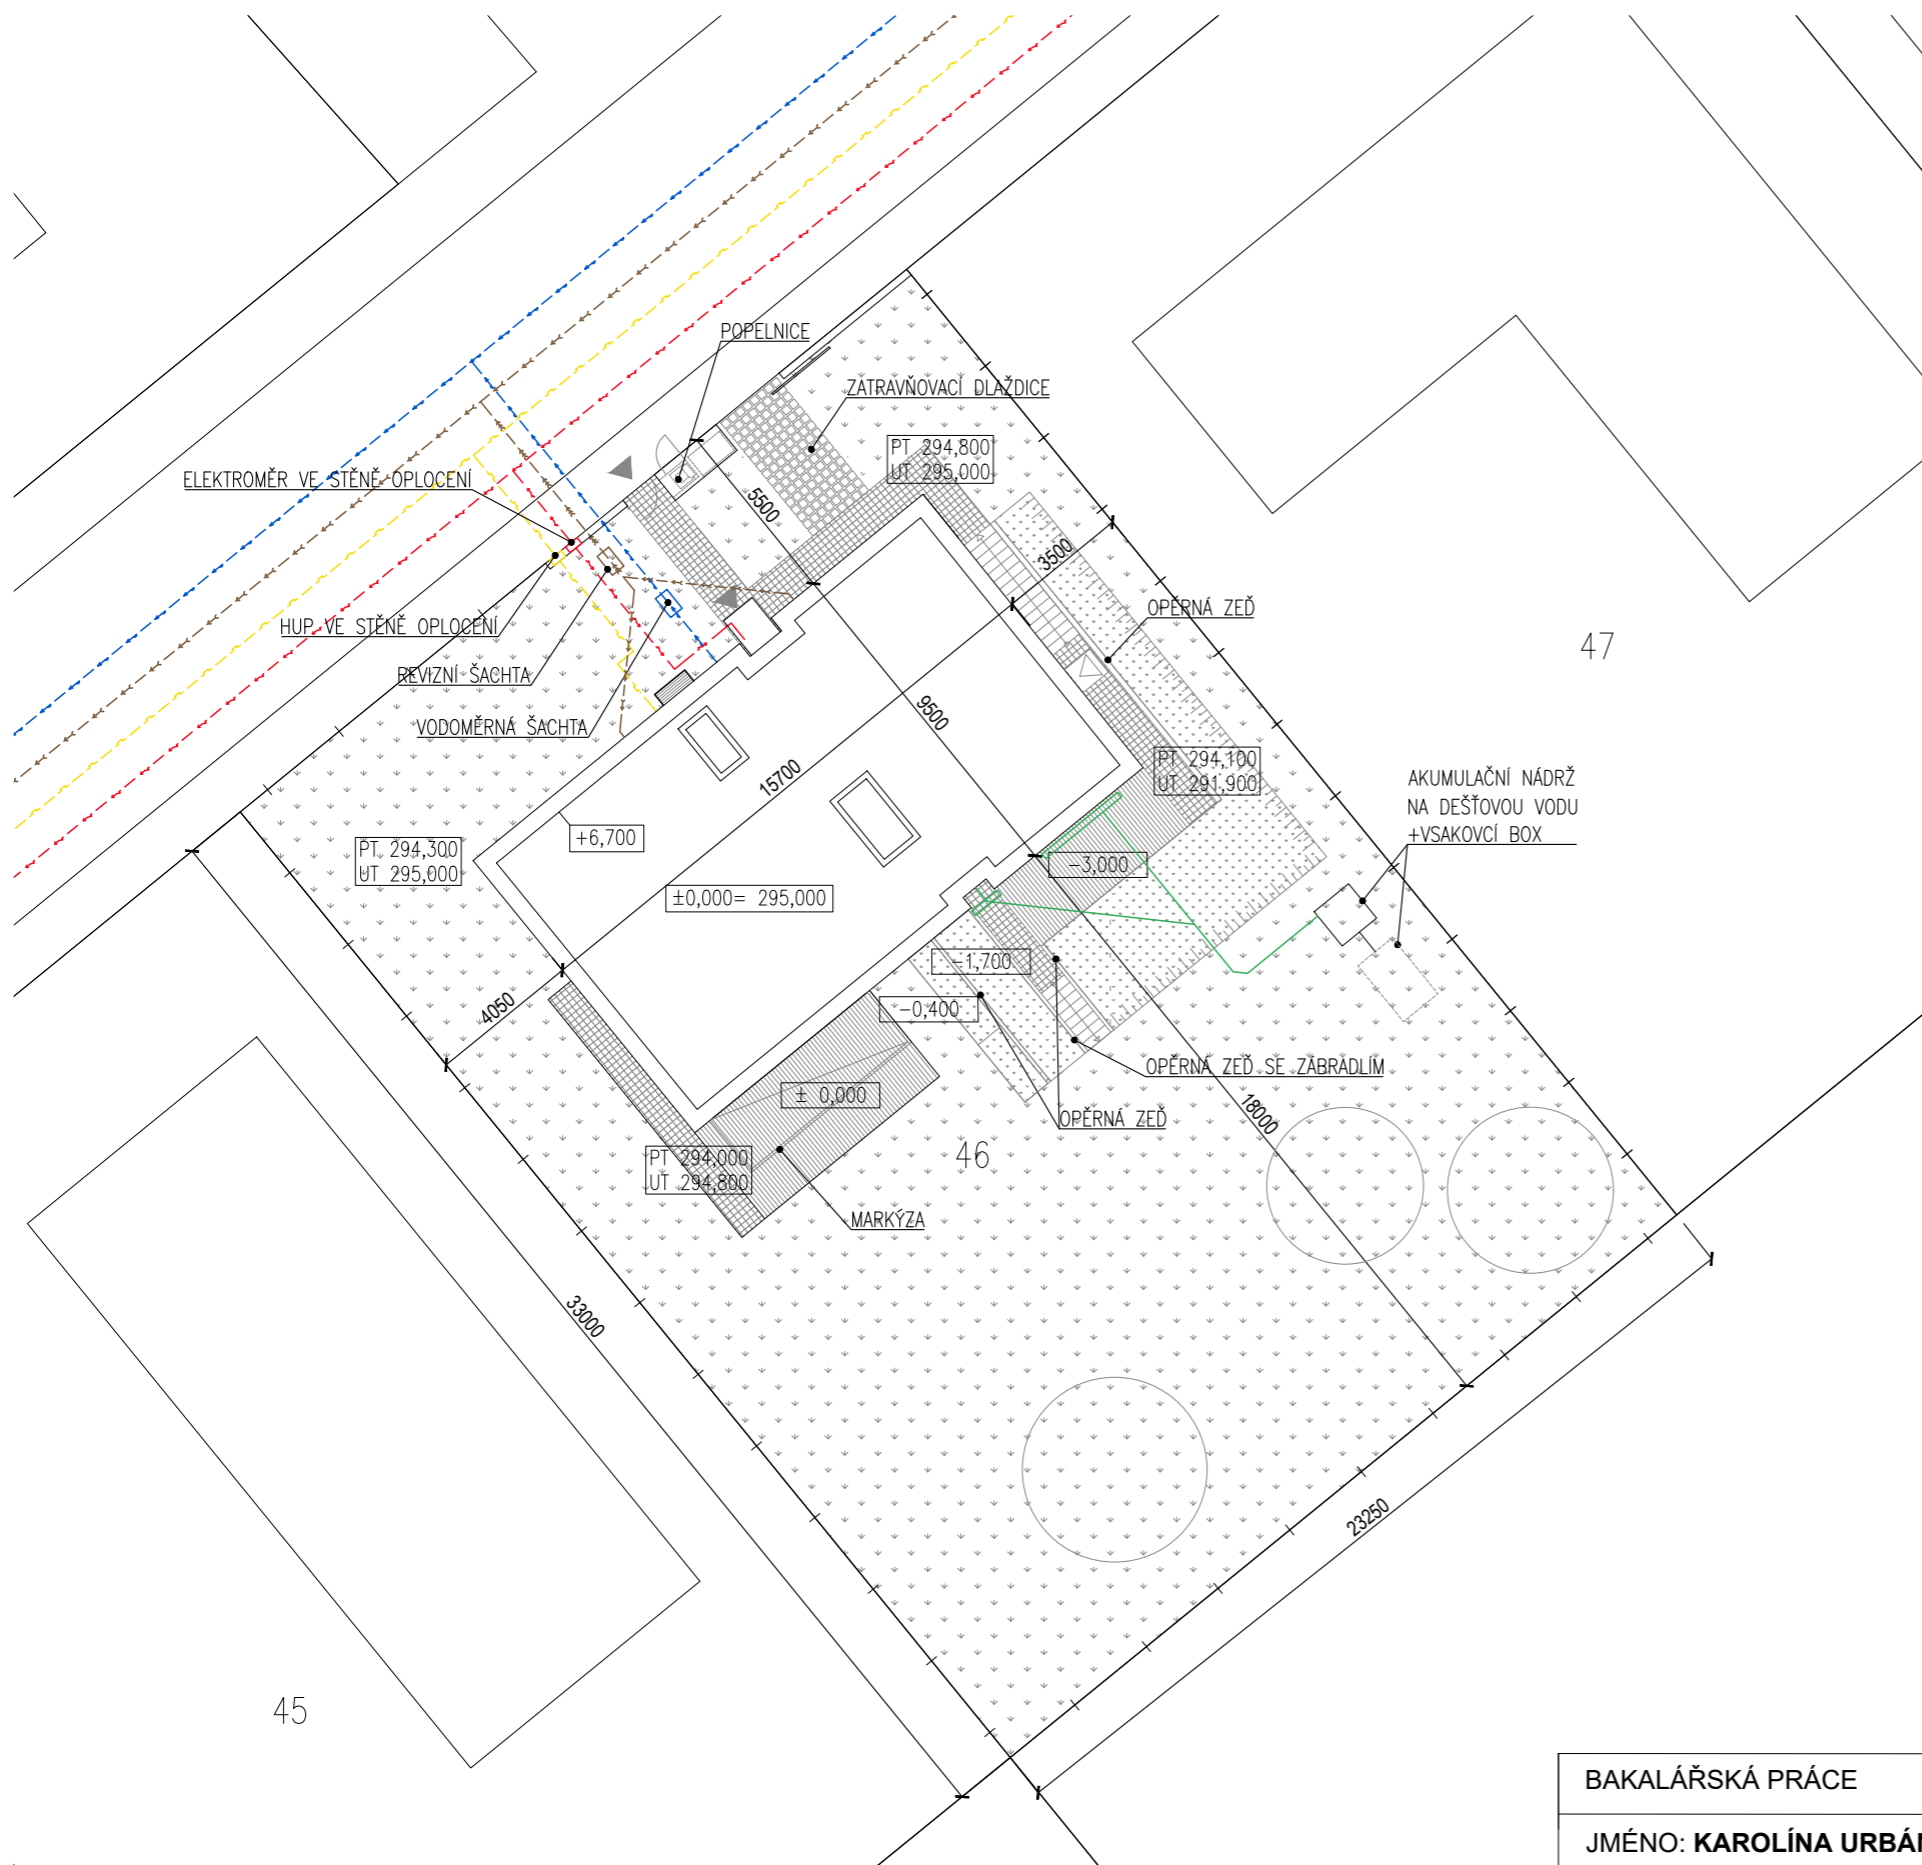 POPELNICE
ZATRAVŇOVACÍ DLAŽDICE
PT 294,800
UT 295,000
ELEKTROMĚR VE STĚNĚ OPLOCENÍ
5500
3500
OPĚRNÁ ZEĎ
HUP VE STĚNĚ OPLOCENÍ
47
REVIZNÍ ŠACHTA
VODOMĚRNÁ ŠACHTA
9500
15700
PT 294,100
UT 291,900
AKUMULAČNÍ NÁDRŽ
NA DEŠŤOVOU VODU
+VSAKOVCÍ BOX
+6,700
PT 294,300
UT 295,000
-3,000
±0,000= 295,000
-1,700
4050
-0,400
OPĚRNÁ ZEĎ SE ZÁBRADLÍM
± 0,000
OPĚRNÁ ZEĎ
18000
46
PT 294,000
UT 294,800
MARKÝZA
33000
23250
45
BAKALÁŘSKÁ PRÁCE
JMÉNO: KAROLÍNA